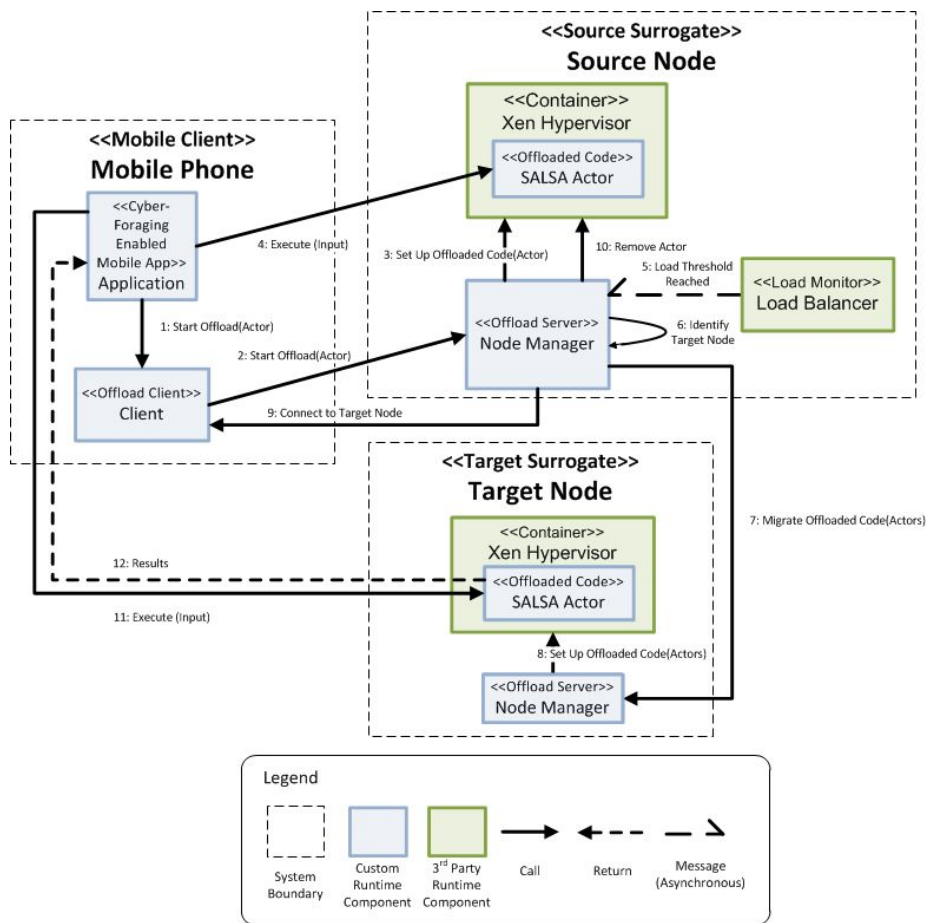 <<Source Surrogate>>
Source Node
<<Container>>
Xen Hypervisor
<<Offloaded Code>>
SALSA Actor
<<Mobile Client>>
Mobile Phone
<<Cyber-
Foraging
Enabled
Mobile App>>
Application
4: Execute (Input)
3: Set Up Offloaded Code(Actor)
10: Remove Actor
5: Load Threshold
Reached
<<Load Monitor>>
Load Balancer
<<Offload Server>>
Node Manager
6: Identify
Target Node
1: Start Offload(Actor)
2: Start Offload(Actor)
<<Offload Client>>
Client
9: Connect to Target Node
<<Target Surrogate>>
Target Node
<<Container>>
Xen Hypervisor
<<Offloaded Code>>
SALSA Actor
7: Migrate Offloaded Code(Actors)
12: Results
11: Execute (Input)
8: Set Up Offloaded Code(Actors)
<<Offload Server>>
Node Manager
Legend
System
Boundary
Custom
Runtime
Component
3rd Party
Runtime
Component
Call
Return
Message
(Asynchronous)